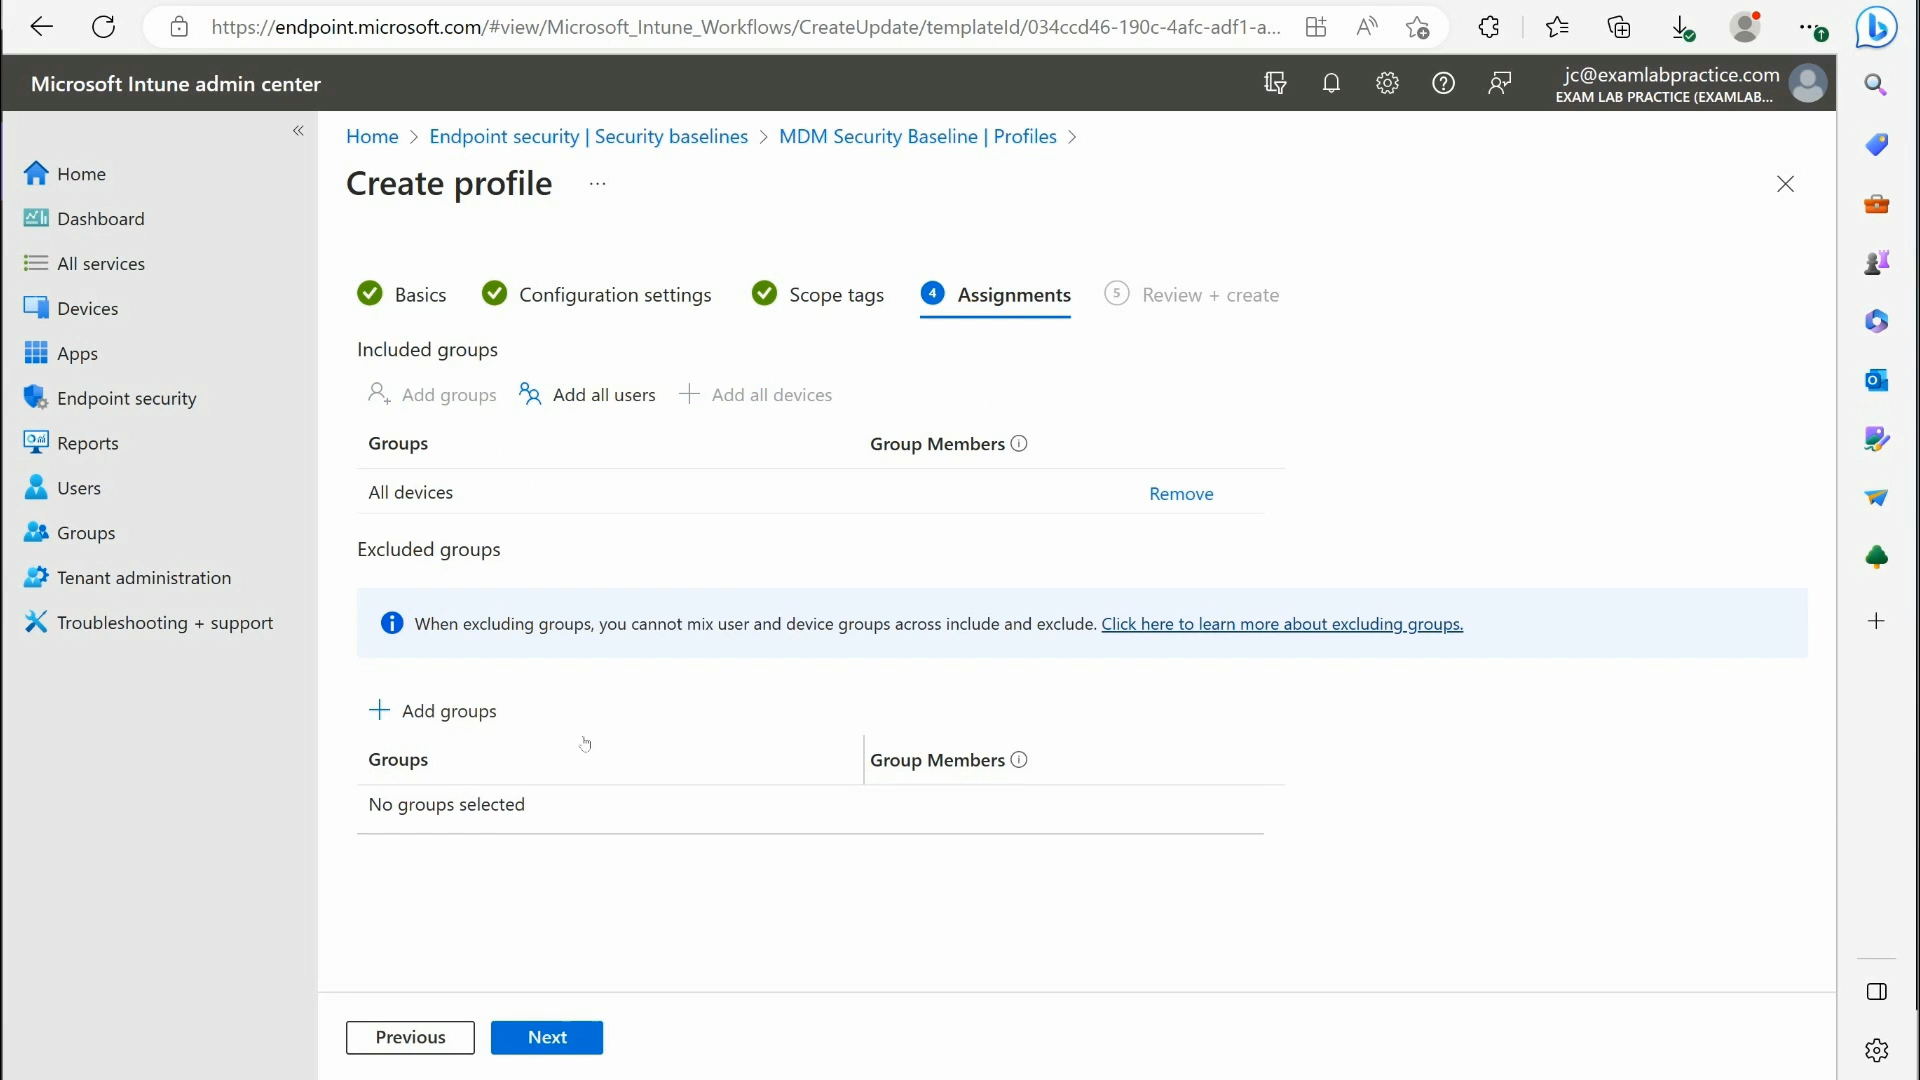 https://endpoint.microsoft.com/#view/Microsoft_Intune_Workflows/CreateUpdate/templateId/034ccd46-190c-4afc-adf1-a...
Microsoft Intune admin center
jc@examlabpractice.com
EXAM LAB PRACTICE (EXAMLAB...
Home
Dashboard
All services
Devices
Apps
Endpoint security
Reports
Users
Groups
Tenant administration
Troubleshooting + support
Home > Endpoint security | Security baselines > MDM Security Baseline | Profiles >
Create profile ...
Basics Configuration settings Scope tags 4 Assignments 5 Review + create
Included groups
Add groups Add all users Add all devices
Groups Group Members
All devices Remove
Excluded groups
When excluding groups, you cannot mix user and device groups across include and exclude. Click here to learn more about excluding groups.
Add groups
Groups Group Members
No groups selected
Previous Next